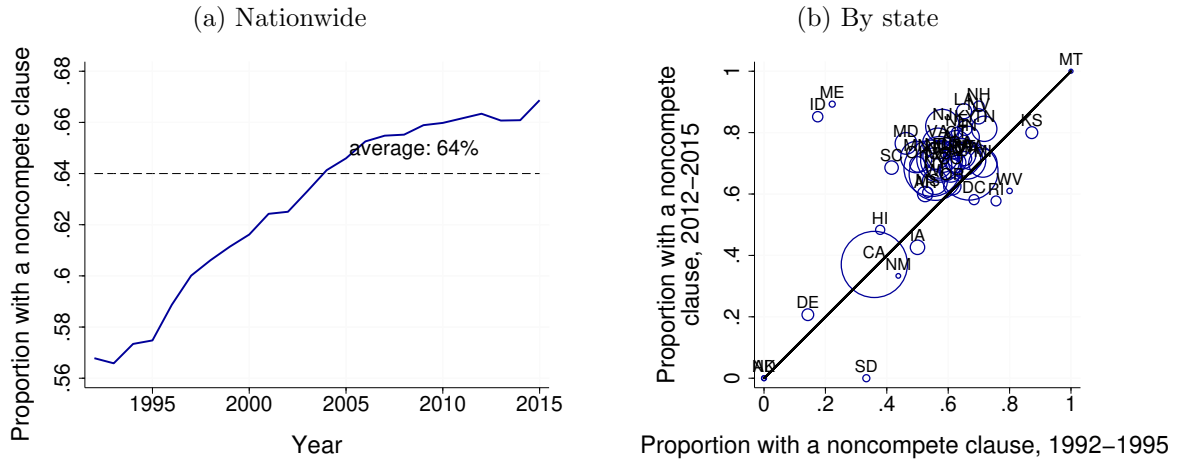 (a) Nationwide
Proportion with a noncompete clause
.68
.66
.64
.62
.6
.58
.56
average: 64%
1995
2000
2005
2010
2015
Year
(b) By state
Proportion with a noncompete
clause, 2012−2015
1
.8
.6
.4
.2
0
MT
ME
ID
NH
KS
MD
VA
SC
DC
WV
RI
HI
IA
CA
NM
DE
SD
0
.2
.4
.6
.8
1
Proportion with a noncompete clause, 1992−1995